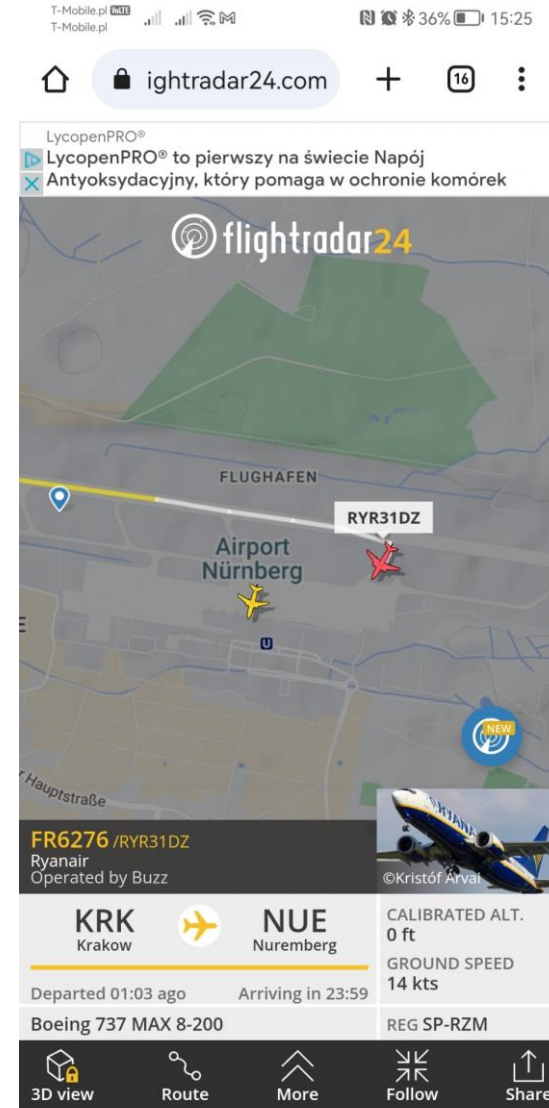 T-Mobile.pl VoLTE
T-Mobile.pl
36% 15:25
ightradar24.com
16
LycopenPRO®
LycopenPRO® to pierwszy na świecie Napój
Antyoksydacyjny, który pomaga w ochronie komórek
flightradar24
FLUGHAFEN
RYR31DZ
Airport
Nürnberg
E
U
NEW
Hauptstraße
FR6276 /RYR31DZ
Ryanair
Operated by Buzz
RYANA
©Kristóf Arvai
KRK
Krakow
NUE
Nuremberg
CALIBRATED ALT.
0 ft
GROUND SPEED
14 kts
Departed 01:03 ago
Arriving in 23:59
Boeing 737 MAX 8-200
REG SP-RZM
3D view
Route
More
Follow
Share